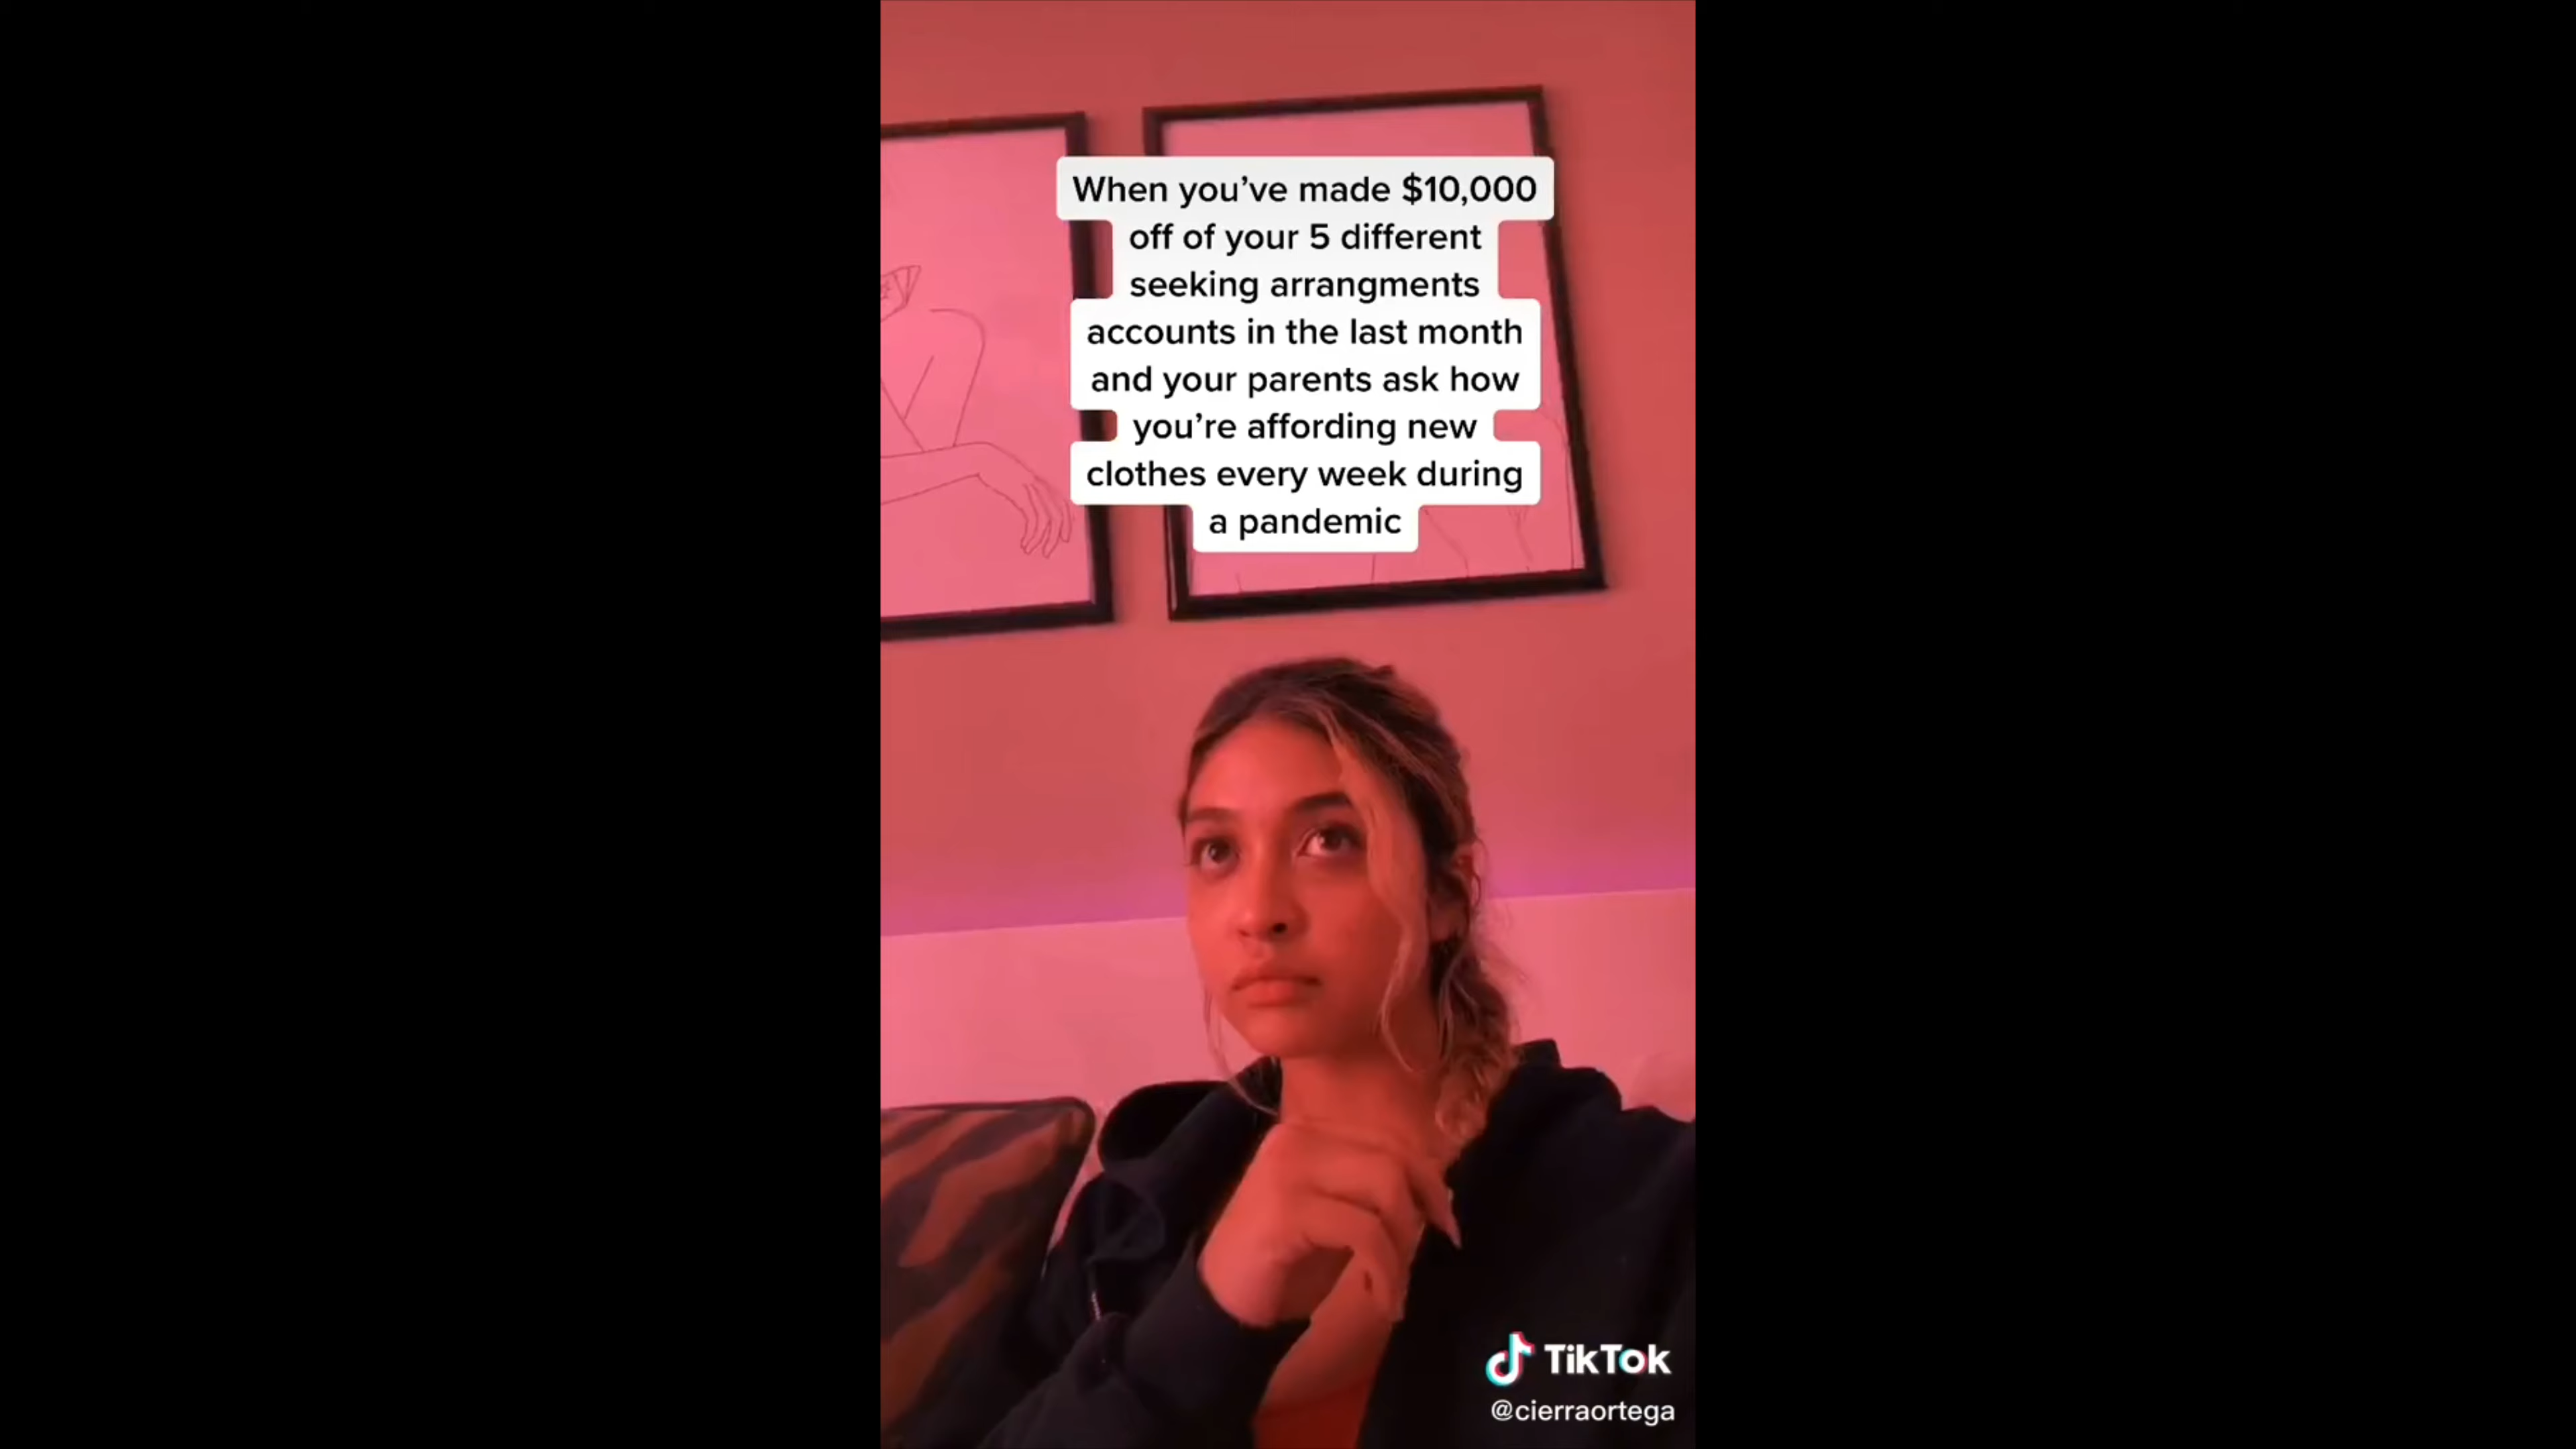 When you've made $10,000
off of your 5 different
seeking arrangments
accounts in the last month
and your parents ask how
you're affording new
clothes every week during
a pandemic
TikTok
@cierraortega